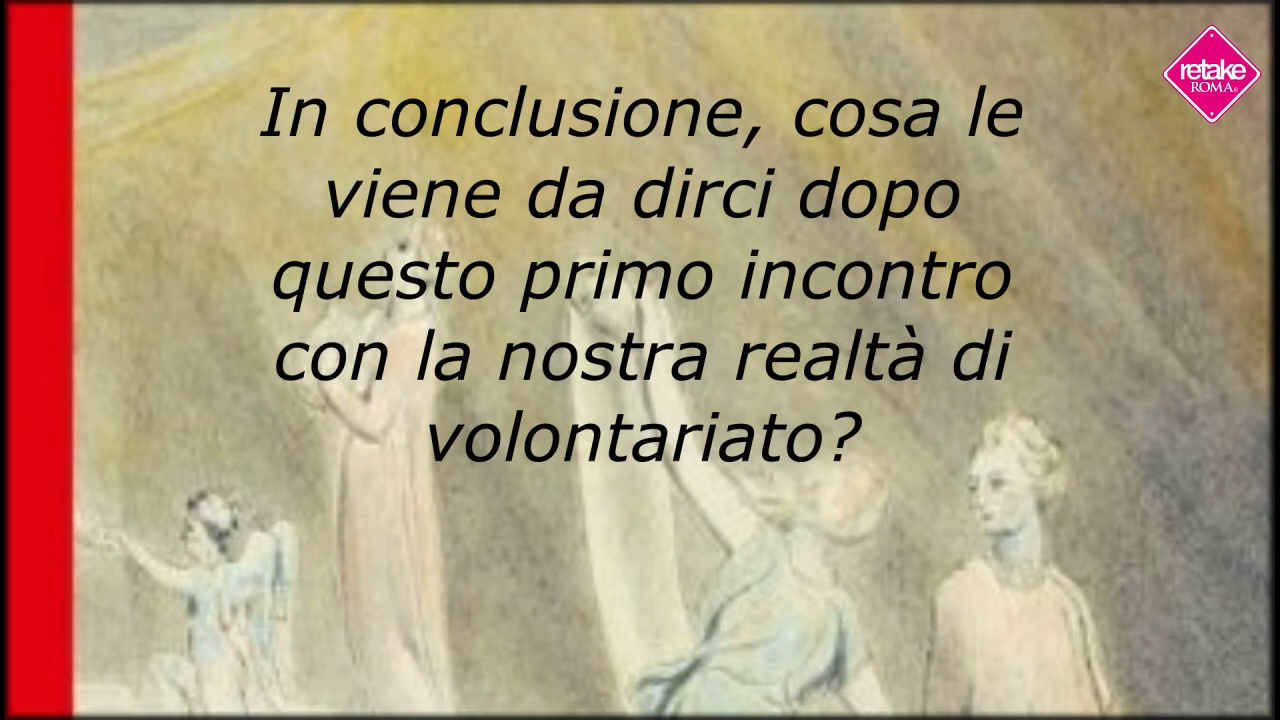 retake
ROMA
In conclusione, cosa le
viene da dirci dopo
questo primo incontro
con la nostra realtà di
volontariato?